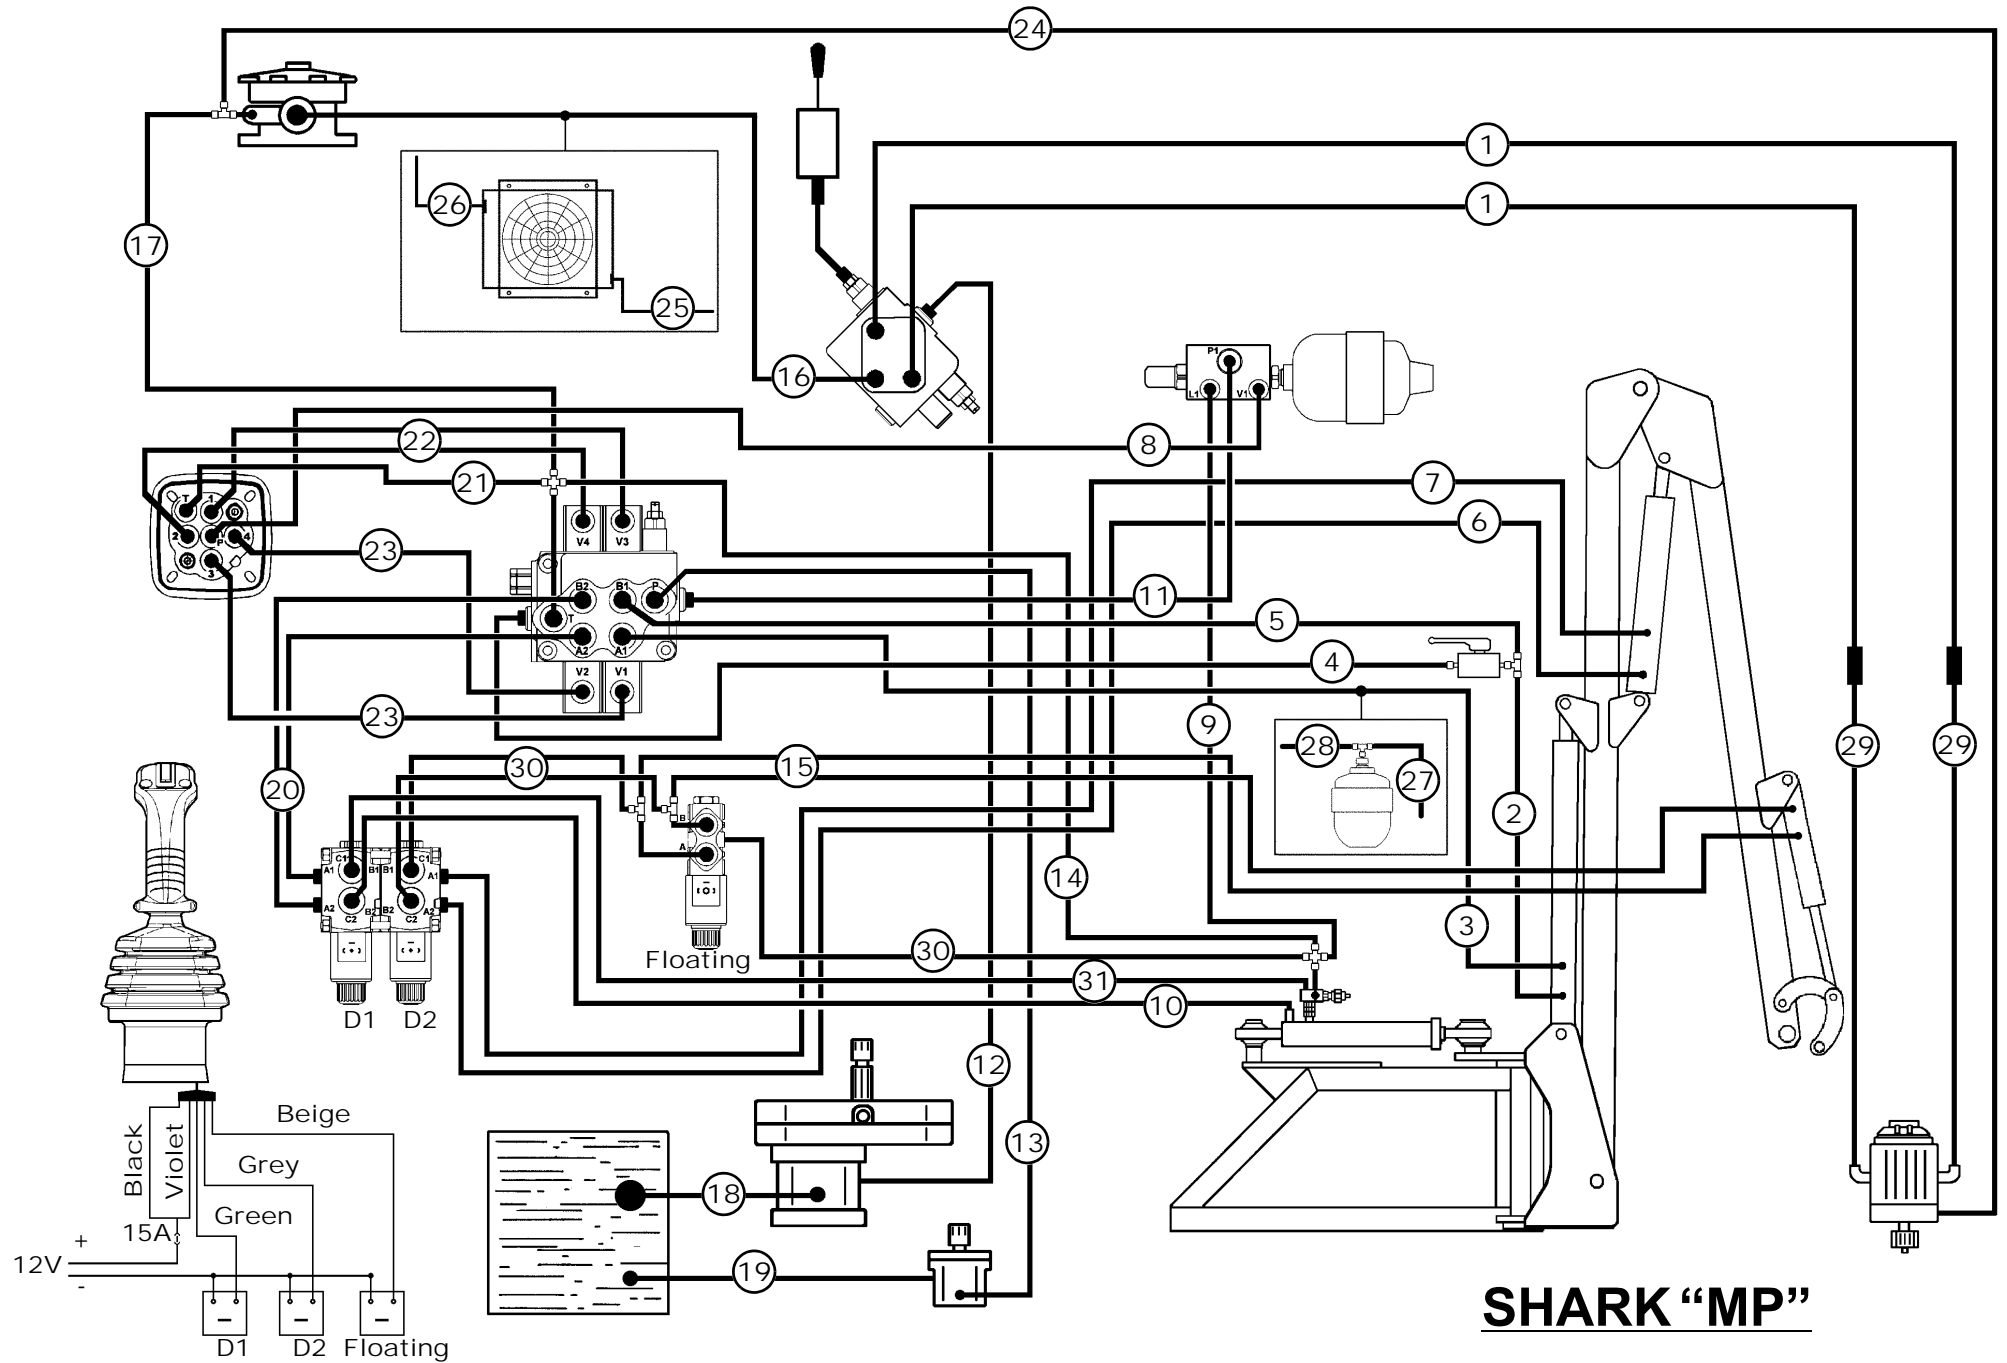 24
1
1
26
17
25
16
P1
L1
V1
8
22
7
21
6
T
1
2
IV
P
4
3
V4
V3
23
11
B2
B1
P
5
T
A2
A1
4
V2
V1
23
9
29
29
28
27
30
15
20
2
B
A
C1
C1
A1
B1
B1
A1
14
A2
B2
B2
A2
C2
C2
3
Floating
30
31
10
D1
D2
12
Beige
Black
Violet
13
Grey
18
Green
15A
+
12V
-
19
D1
D2
Floating
SHARK “MP”